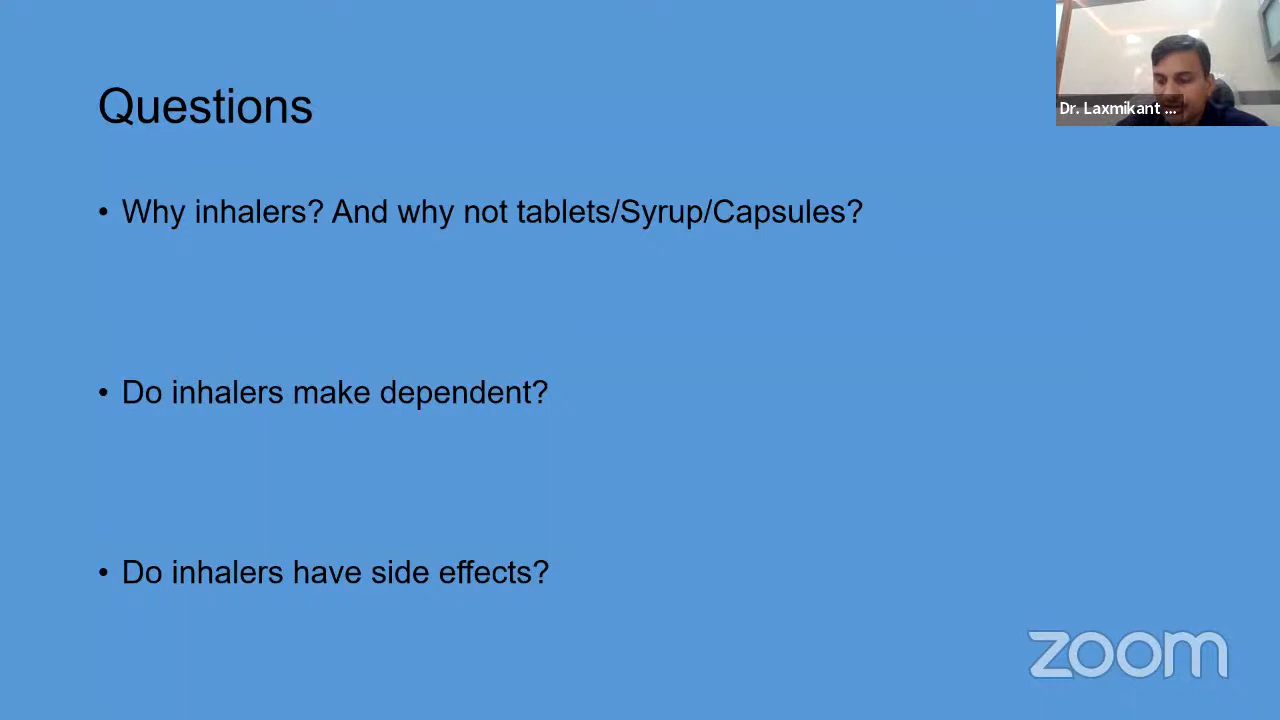 Questions
Dr. Laxmikant ...
• Why inhalers? And why not tablets/Syrup/Capsules?
• Do inhalers make dependent?
• Do inhalers have side effects?
zoom